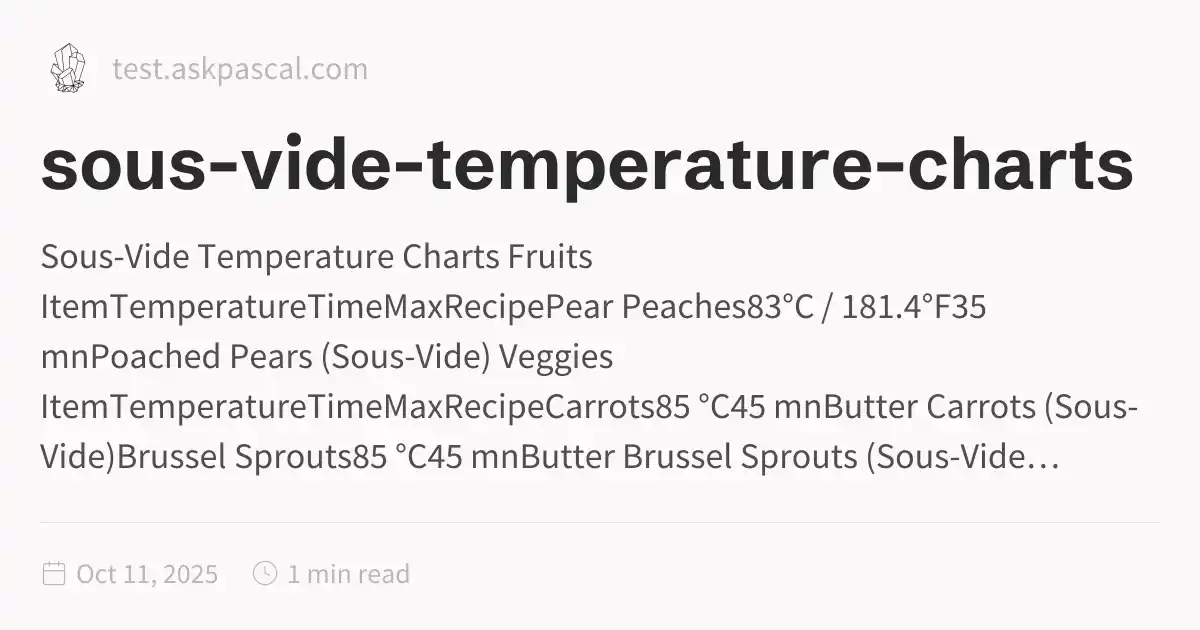 test.askpascal.com
sous-vide-temperature-charts
Sous-Vide Temperature Charts Fruits
ItemTemperatureTimeMaxRecipePear Peaches83°C / 181.4°F35
mnPoached Pears (Sous-Vide) Veggies
ItemTemperatureTimeMaxRecipeCarrots85 °C45 mnButter Carrots (Sous-
Vide)Brussel Sprouts85 °C45 mnButter Brussel Sprouts (Sous-Vide…
Oct 11, 2025 1 min read